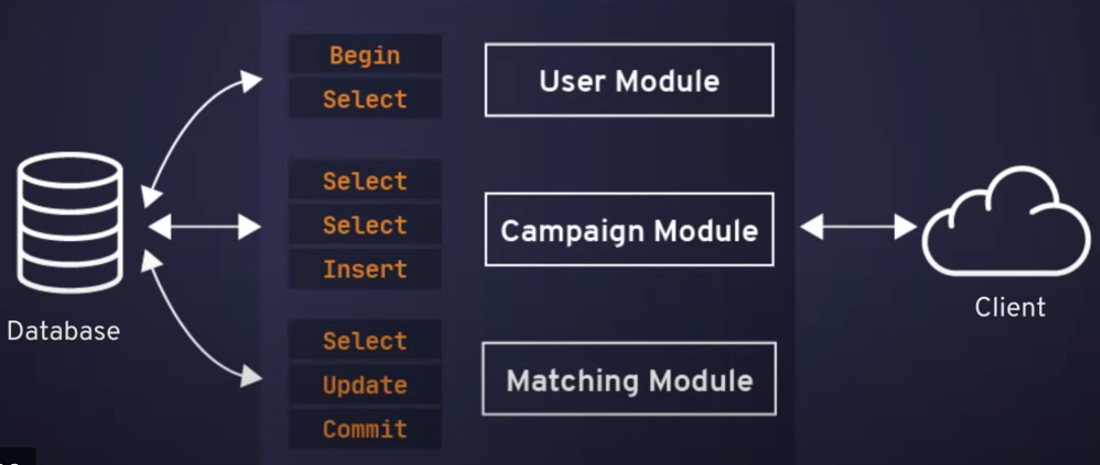 Begin
Select
User Module
Select
Select
Insert
Campaign Module
Select
Update
Commit
Matching Module
Database
Client